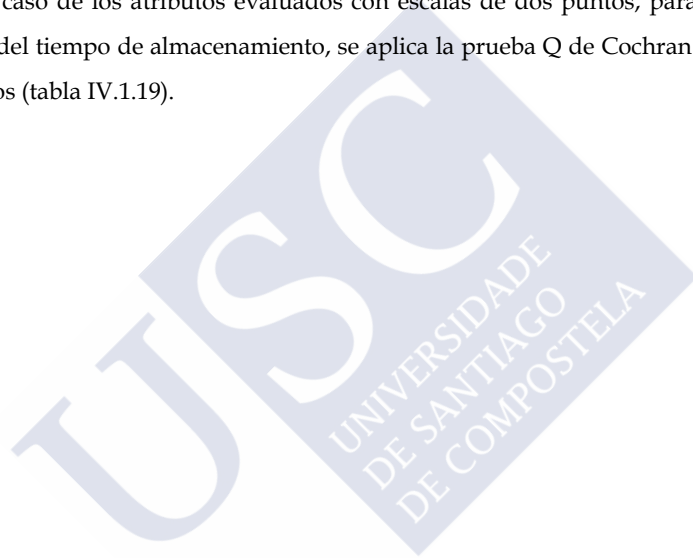 caso de los atributos evaluados con escalas de dos puntos, para
del tiempo de almacenamiento, se aplica la prueba Q de Cochran
os (tabla IV.1.19).
USC
UNIVERSIDADE
DE SANTIAGO
DE COMPOSTELA